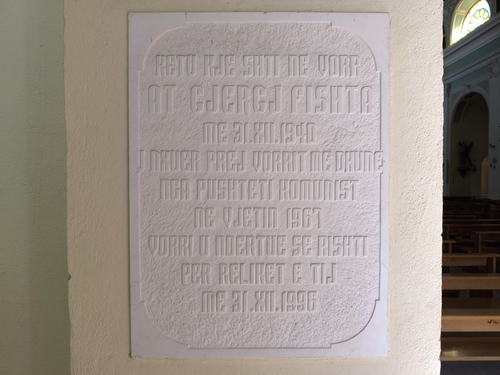 KETU KJE SHTI NE VORR
AT GJERGJ FISHTA
ME 31.XII.1940
U NXUER PREJ VORRIT ME DHUNE
NGA PUSHTETI KOMUNIST
NE VJETIN 1967
VORRI U NDERTUE SE RISHTI
PER RELIKET E TIJ
ME 31.XII.1996